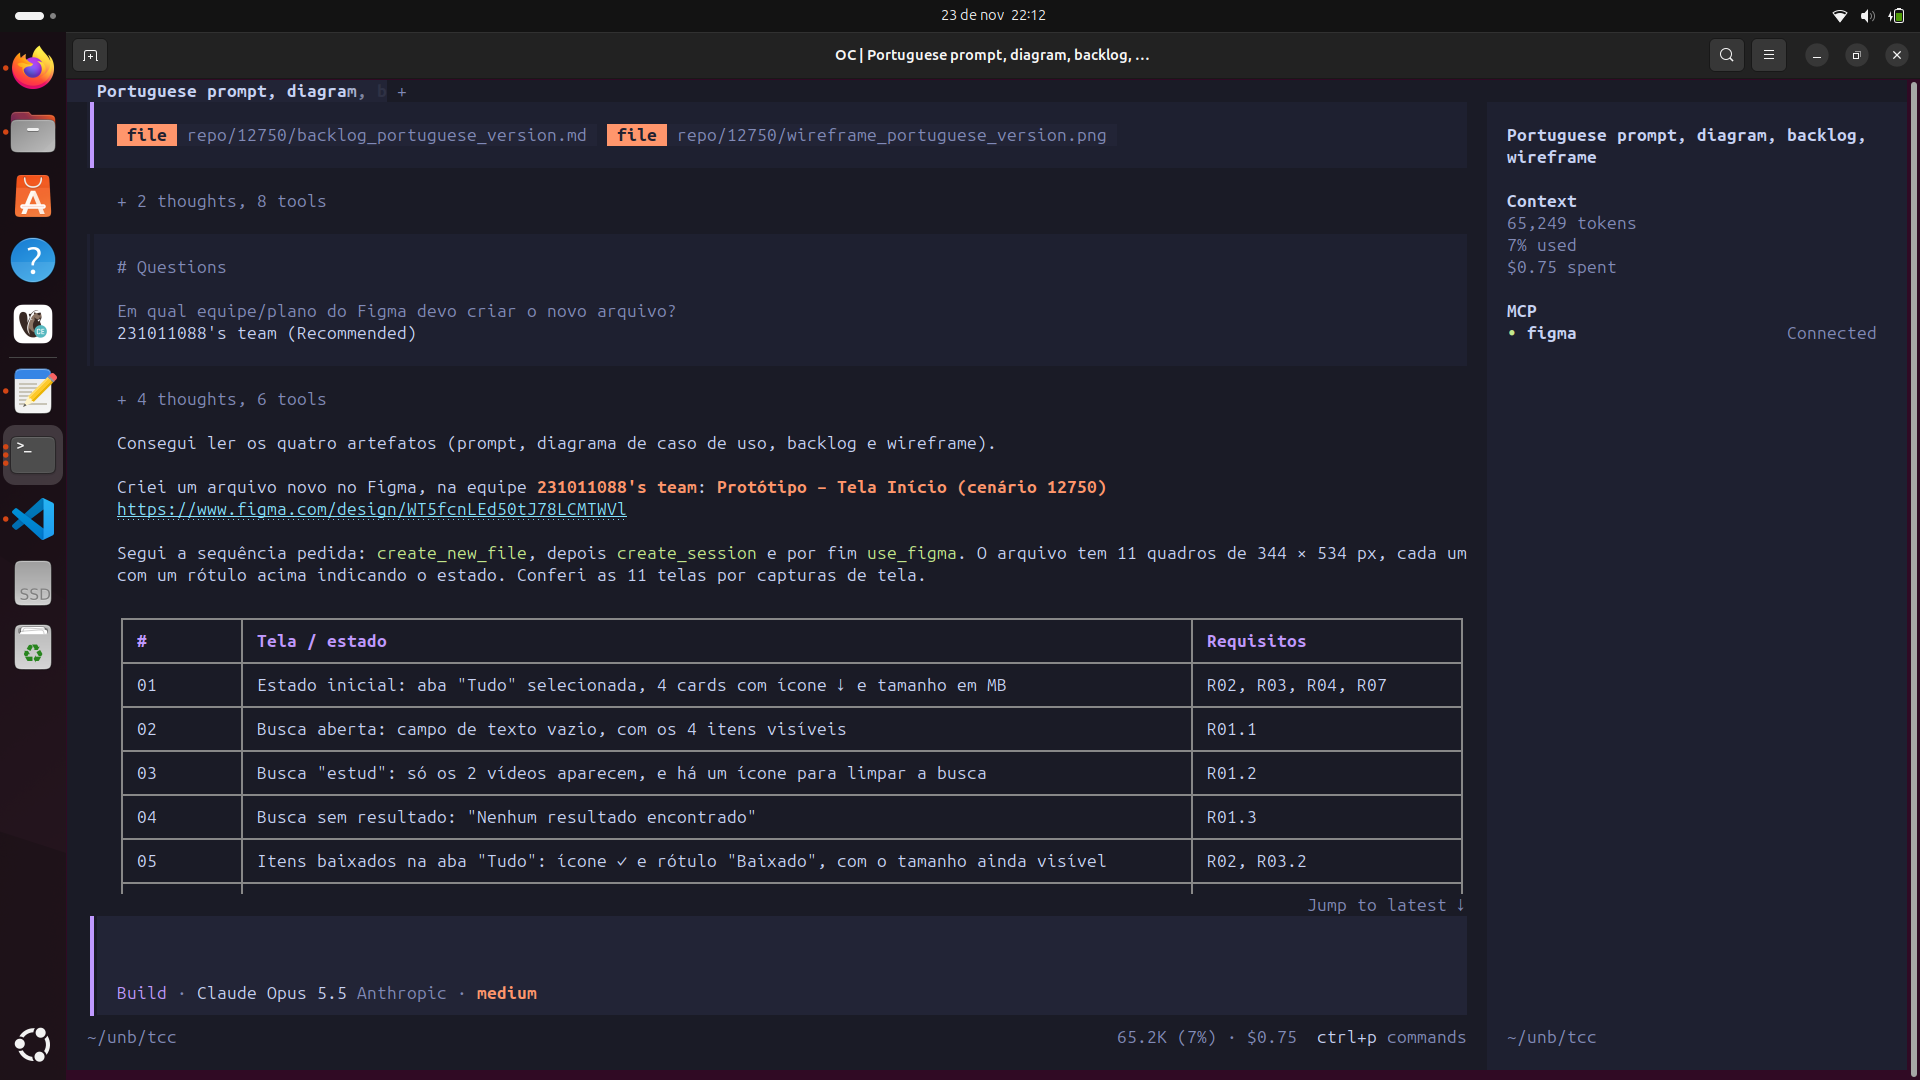 23 de nov 22:12
OC | Portuguese prompt, diagram, backlog, ...
Portuguese prompt, diagram, b +
file repo/12750/backlog_portuguese_version.md file repo/12750/wireframe_portuguese_version.png
+ 2 thoughts, 8 tools
# Questions
Em qual equipe/plano do Figma devo criar o novo arquivo?
231011088's team (Recommended)
+ 4 thoughts, 6 tools
Consegui ler os quatro artefatos (prompt, diagrama de caso de uso, backlog e wireframe).
Criei um arquivo novo no Figma, na equipe 231011088's team: Protótipo – Tela Início (cenário 12750)
https://www.figma.com/design/WT5fcnLEd50tJ78LCMTWVl
Segui a sequência pedida: create_new_file, depois create_session e por fim use_figma. O arquivo tem 11 quadros de 344 × 534 px, cada um
com um rótulo acima indicando o estado. Conferi as 11 telas por capturas de tela.
# Tela / estado Requisitos
01 Estado inicial: aba "Tudo" selecionada, 4 cards com ícone ↓ e tamanho em MB R02, R03, R04, R07
02 Busca aberta: campo de texto vazio, com os 4 itens visíveis R01.1
03 Busca "estud": só os 2 vídeos aparecem, e há um ícone para limpar a busca R01.2
04 Busca sem resultado: "Nenhum resultado encontrado" R01.3
05 Itens baixados na aba "Tudo": ícone ✓ e rótulo "Baixado", com o tamanho ainda visível R02, R03.2
Jump to latest ↓
Build · Claude Opus 5.5 Anthropic · medium
~/unb/tcc 65.2K (7%) · $0.75 ctrl+p commands
Portuguese prompt, diagram, backlog,
wireframe
Context
65,249 tokens
7% used
$0.75 spent
MCP
• figma Connected
~/unb/tcc
SSD